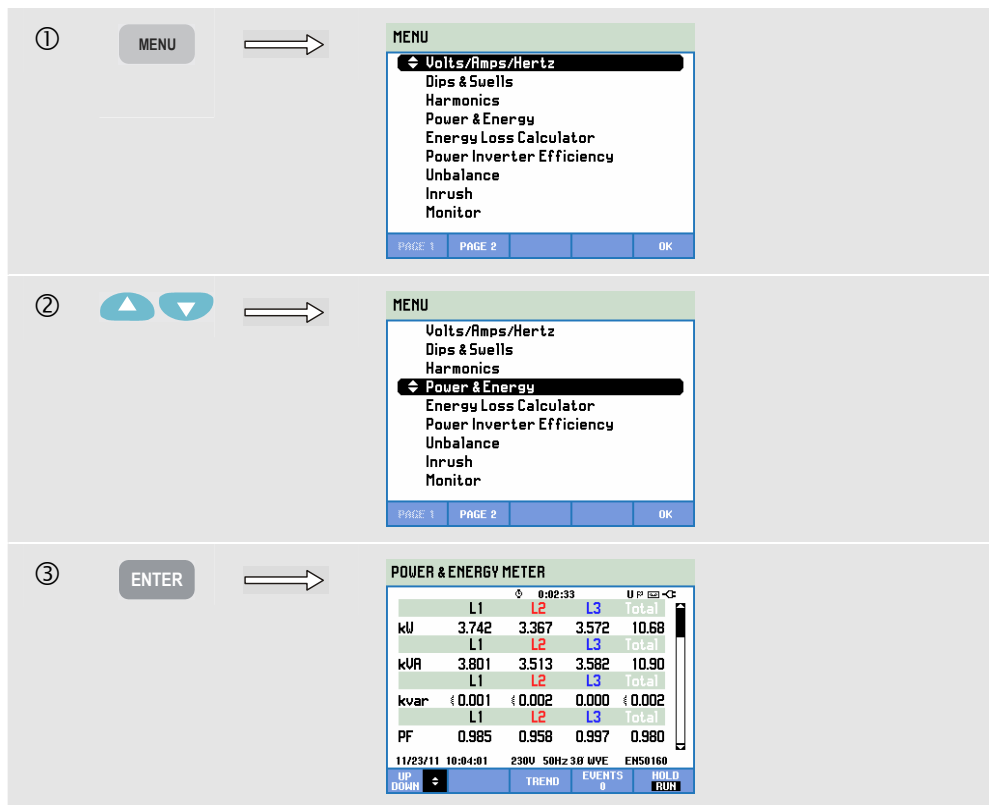 ① MENU
MENU
Volts/Amps/Hertz
Dips & Swells
Harmonics
Power & Energy
Energy Loss Calculator
Power Inverter Efficiency
Unbalance
Inrush
Monitor
PAGE 1 PAGE 2 OK
②
MENU
Volts/Amps/Hertz
Dips & Swells
Harmonics
Power & Energy
Energy Loss Calculator
Power Inverter Efficiency
Unbalance
Inrush
Monitor
PAGE 1 PAGE 2 OK
③ ENTER
POWER & ENERGY METER
0:02:33 U
L1 L2 L3 Total
kW 3.742 3.367 3.572 10.68
L1 L2 L3 Total
kVA 3.801 3.513 3.582 10.90
L1 L2 L3 Total
kvar 0.001 0.002 0.000 0.002
L1 L2 L3 Total
PF 0.985 0.958 0.997 0.980
11/23/11 10:04:01 230V 50Hz 3Ø WYE EN50160
UP DOWN TREND EVENTS 0 HOLD RUN